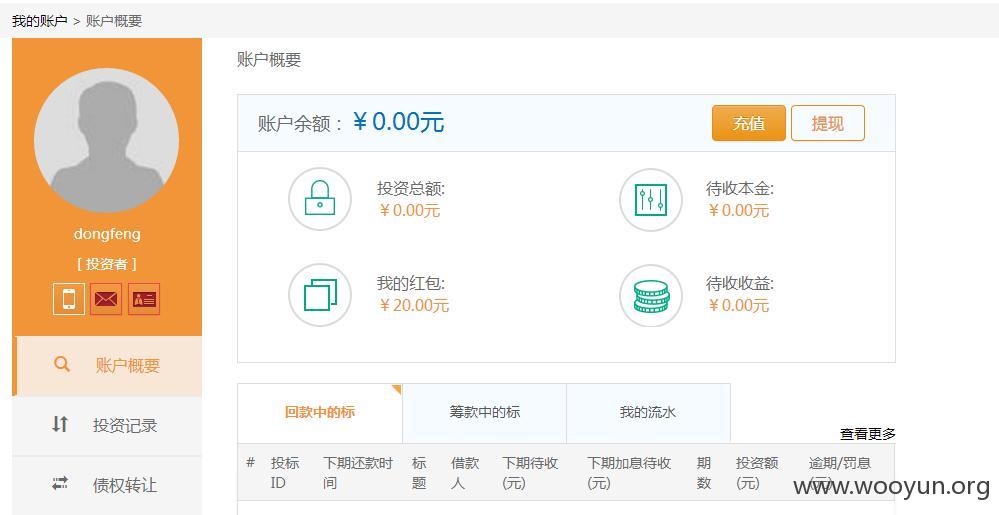 我的账户 > 账户概要
账户概要
账户余额：￥0.00元
充值
提现
投资总额:
￥0.00元
待收本金:
￥0.00元
我的红包:
￥20.00元
待收收益:
￥0.00元
dongfeng
[ 投资者 ]
账户概要
投资记录
债权转让
回款中的标
筹款中的标
我的流水
查看更多
# 投标 下期还款时 标 借款 下期待收 下期加息待收 期 投资额 逾期/罚息
ID 间 题 人 (元) (元) 数 (元) (元)
www.wooyun.org